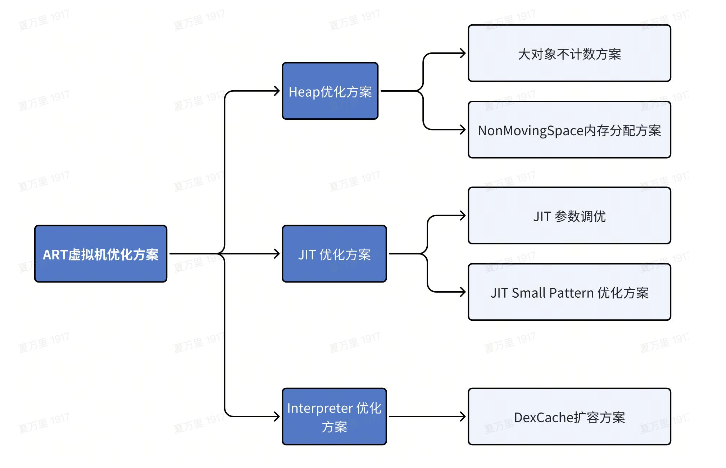 ART虚拟机优化方案
Heap优化方案
大对象不计数方案
NonMovingSpace内存分配方案
JIT 优化方案
JIT 参数调优
JIT Small Pattern 优化方案
Interpreter 优化
方案
DexCache扩容方案
夏万里 1917